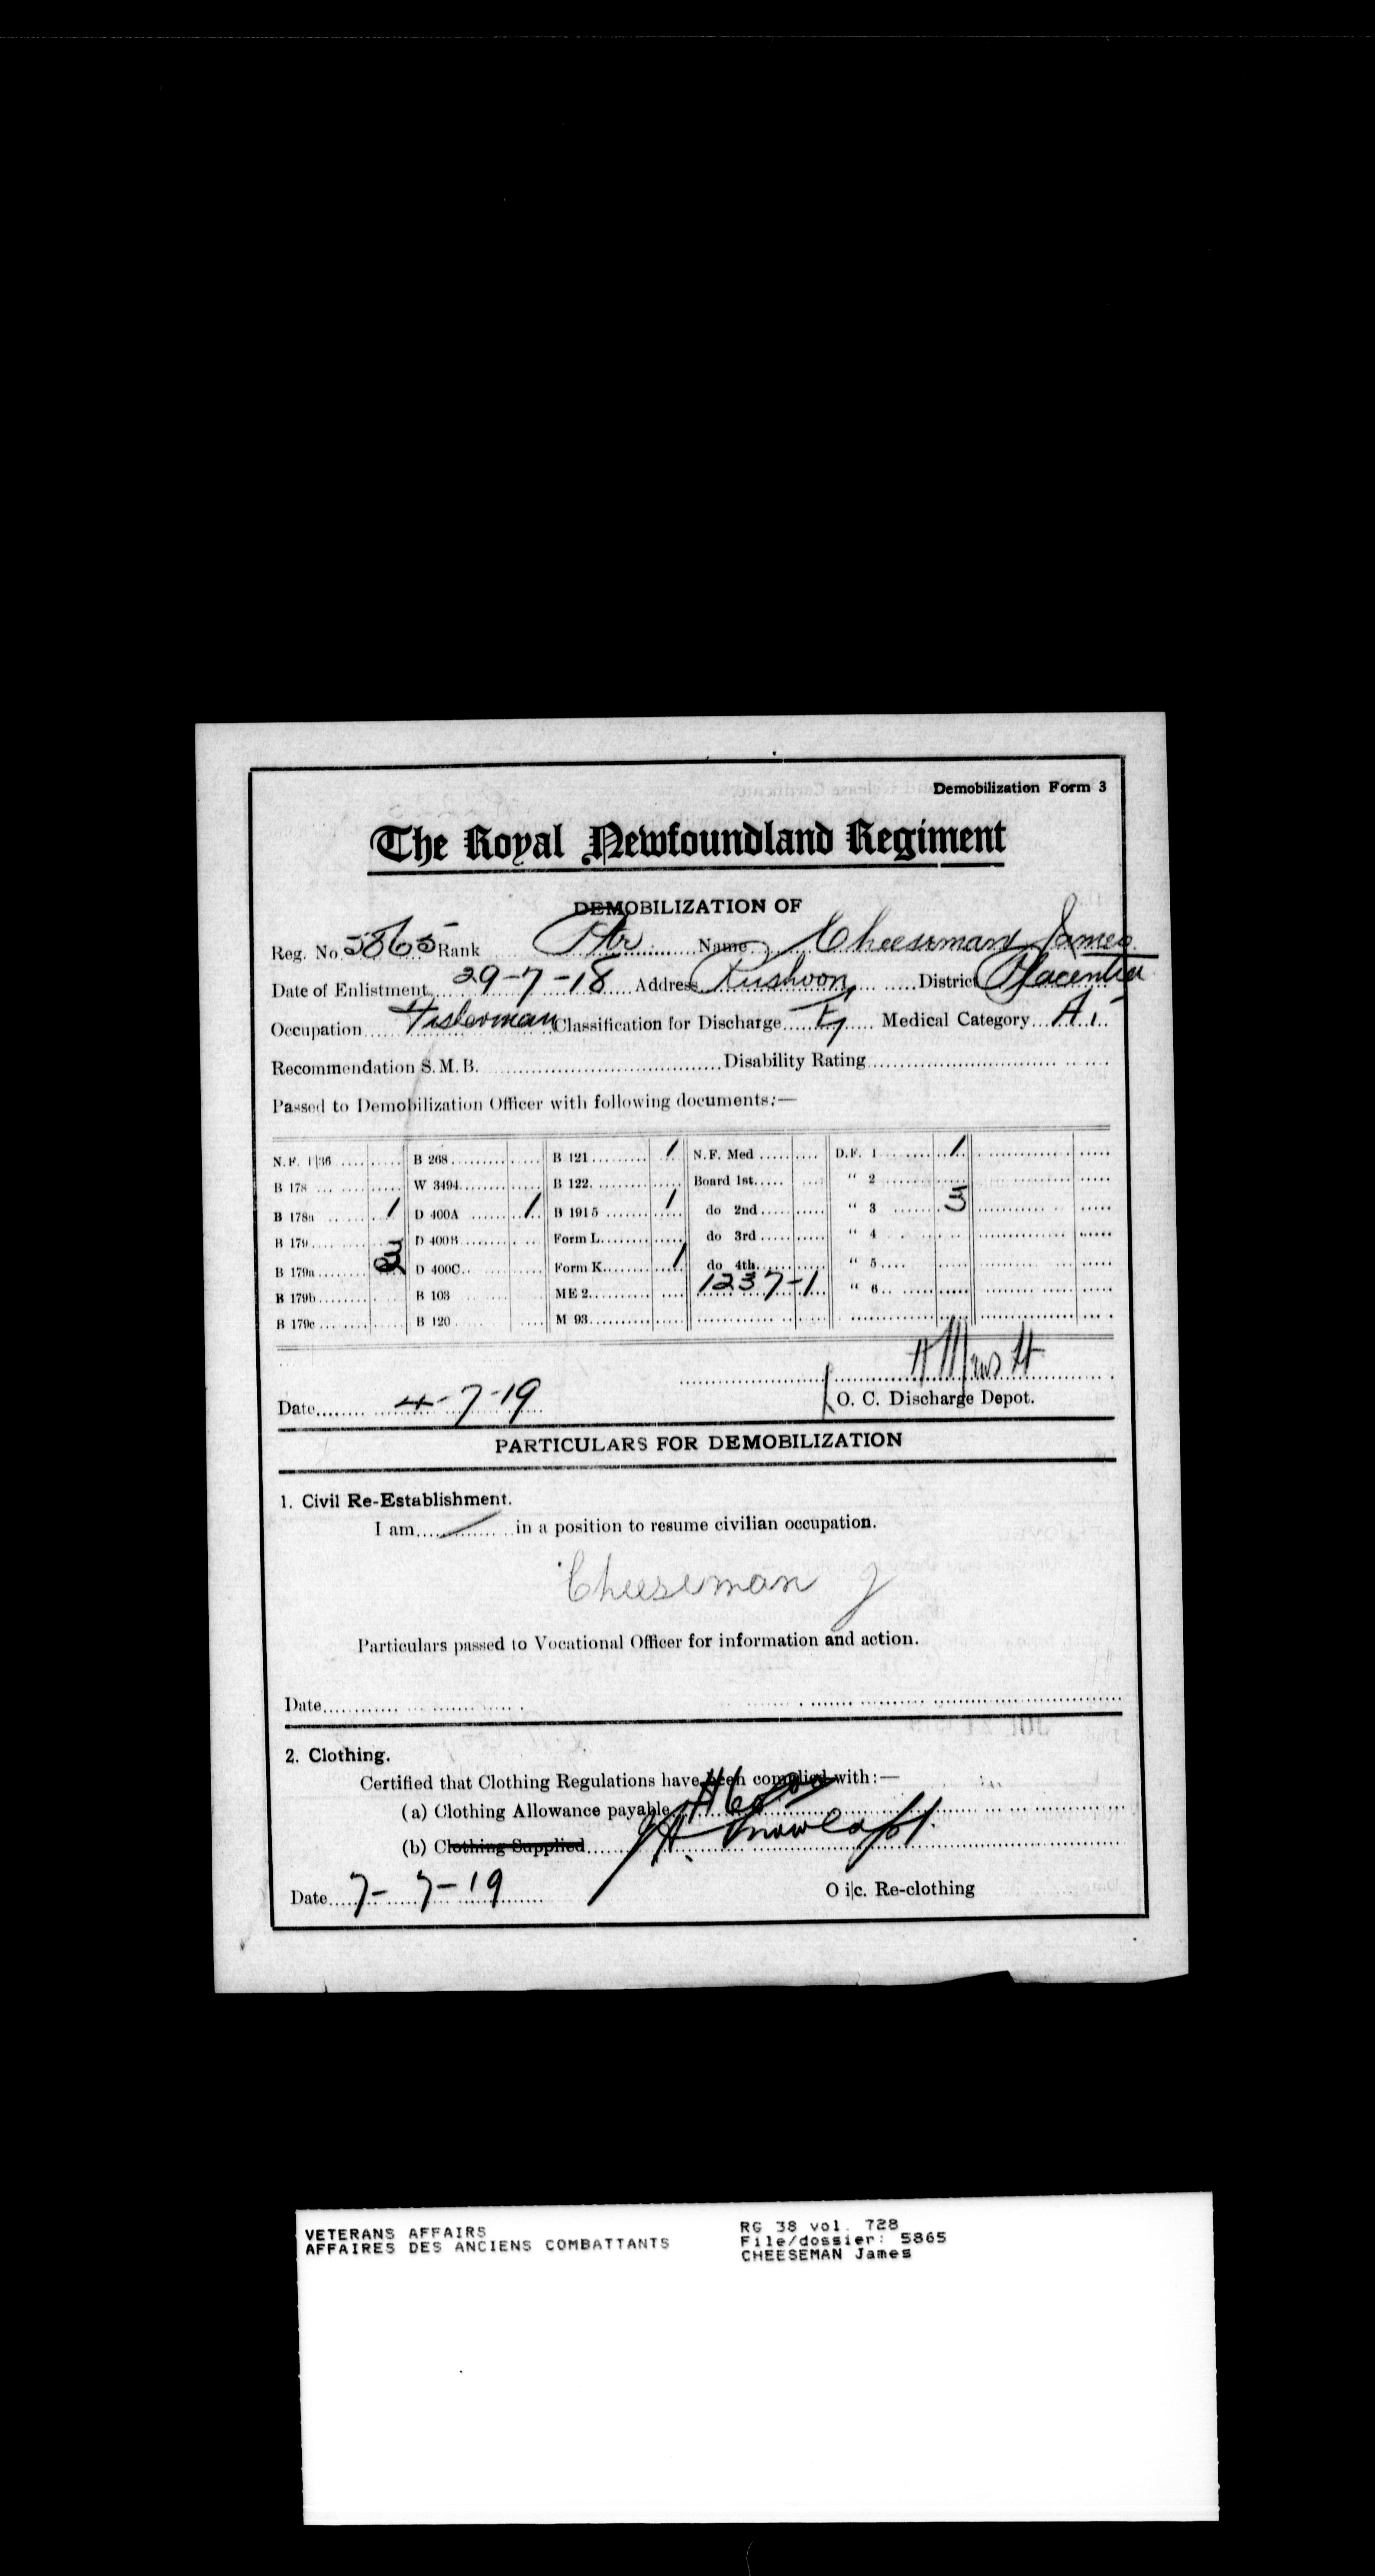 Demobilization Form 3
The Royal Newfoundland Regiment
DEMOBILIZATION OF
Reg. No. 5865 Rank Pte Name Cheeseman James
Date of Enlistment 29-7-18 Address Rushoon District Placentia
Occupation Fisherman Classification for Discharge E Medical Category A1
Recommendation S. M. B. Disability Rating
Passed to Demobilization Officer with following documents:—
N. F. 1|36 B 268 B 121 1 N.F. Med D.F. 1 1
B 178 W 3494 B 122 Board 1st " 2
B 178a 1 D 400A 1 B 1915 1 do 2nd " 3 3
B 179 D 400B Form L do 3rd " 4
B 179a D 400C Form K 1 do 4th " 5
B 179b B 103 ME 2 1237-1 " 6
B 179c B 120 M 93
Date 4-7-19 O. C. Discharge Depot.
PARTICULARS FOR DEMOBILIZATION
1. Civil Re-Establishment.
I am in a position to resume civilian occupation.
Cheeseman J
Particulars passed to Vocational Officer for information and action.
Date
2. Clothing.
Certified that Clothing Regulations have been complied with:—
(a) Clothing Allowance payable
(b) Clothing Supplied
Date 7-7-19 O i|c. Re-clothing
VETERANS AFFAIRS
AFFAIRES DES ANCIENS COMBATTANTS
RG 38 vol. 728
File/dossier: 5865
CHEESEMAN James